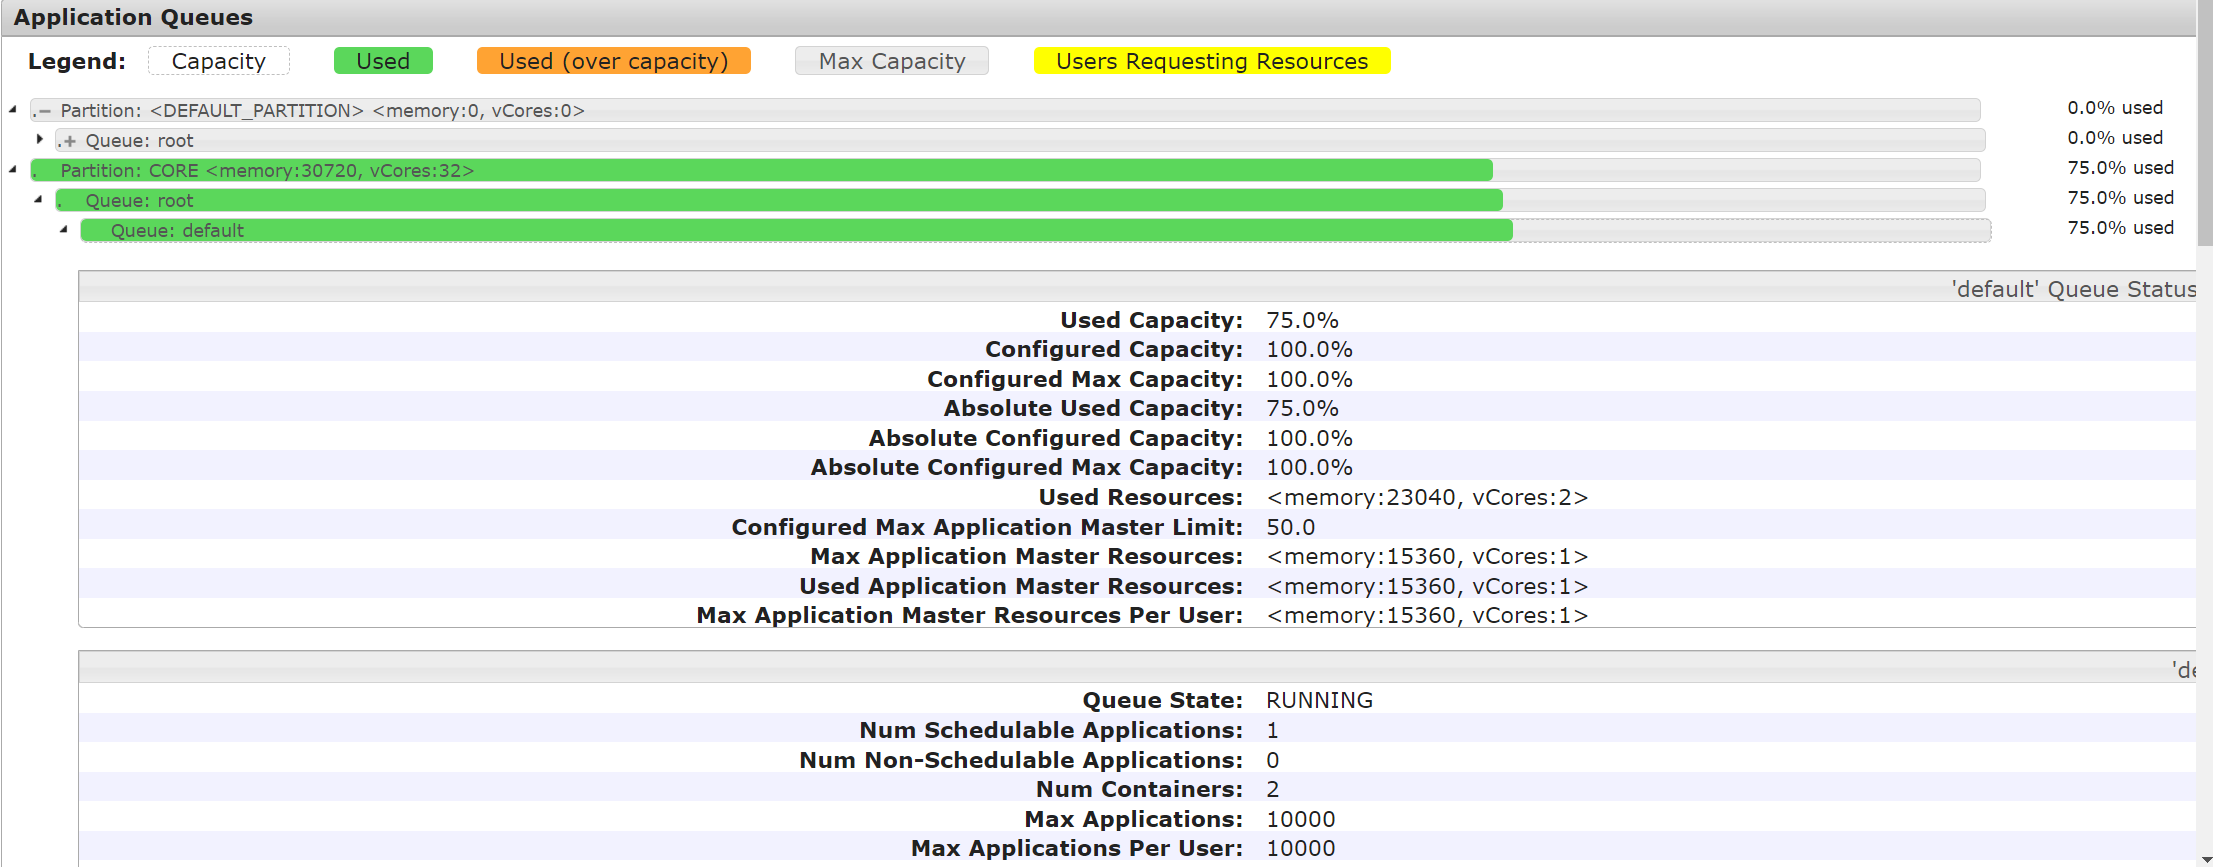 Application Queues
Legend: Capacity Used Used (over capacity) Max Capacity Users Requesting Resources
Partition: <DEFAULT_PARTITION> <memory:0, vCores:0> 0.0% used
Queue: root 0.0% used
Partition: CORE <memory:30720, vCores:32> 75.0% used
Queue: root 75.0% used
Queue: default 75.0% used
'default' Queue Status
Used Capacity: 75.0%
Configured Capacity: 100.0%
Configured Max Capacity: 100.0%
Absolute Used Capacity: 75.0%
Absolute Configured Capacity: 100.0%
Absolute Configured Max Capacity: 100.0%
Used Resources: <memory:23040, vCores:2>
Configured Max Application Master Limit: 50.0
Max Application Master Resources: <memory:15360, vCores:1>
Used Application Master Resources: <memory:15360, vCores:1>
Max Application Master Resources Per User: <memory:15360, vCores:1>
'de
Queue State: RUNNING
Num Schedulable Applications: 1
Num Non-Schedulable Applications: 0
Num Containers: 2
Max Applications: 10000
Max Applications Per User: 10000